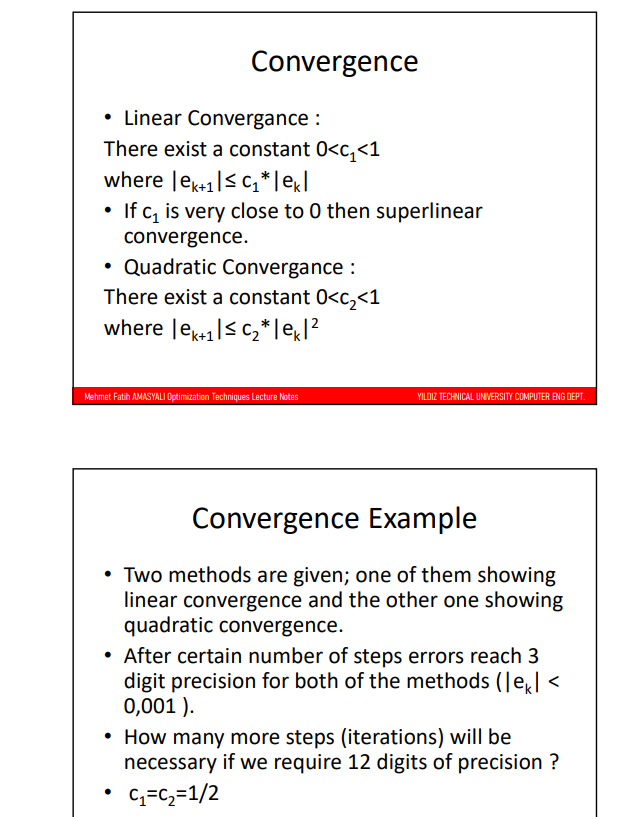 Convergence
• Linear Convergance :
There exist a constant 0<c₁<1
where |eₖ₊₁|≤ c₁*|eₖ|
• If c₁ is very close to 0 then superlinear
convergence.
• Quadratic Convergance :
There exist a constant 0<c₂<1
where |eₖ₊₁|≤ c₂*|eₖ|²
Mehmet Fatih AMASYALI Optimization Techniques Lecture Notes
YILDIZ TECHNICAL UNIVERSITY COMPUTER ENG DEPT.
Convergence Example
• Two methods are given; one of them showing
linear convergence and the other one showing
quadratic convergence.
• After certain number of steps errors reach 3
digit precision for both of the methods (|eₖ| <
0,001 ).
• How many more steps (iterations) will be
necessary if we require 12 digits of precision ?
• c₁=c₂=1/2